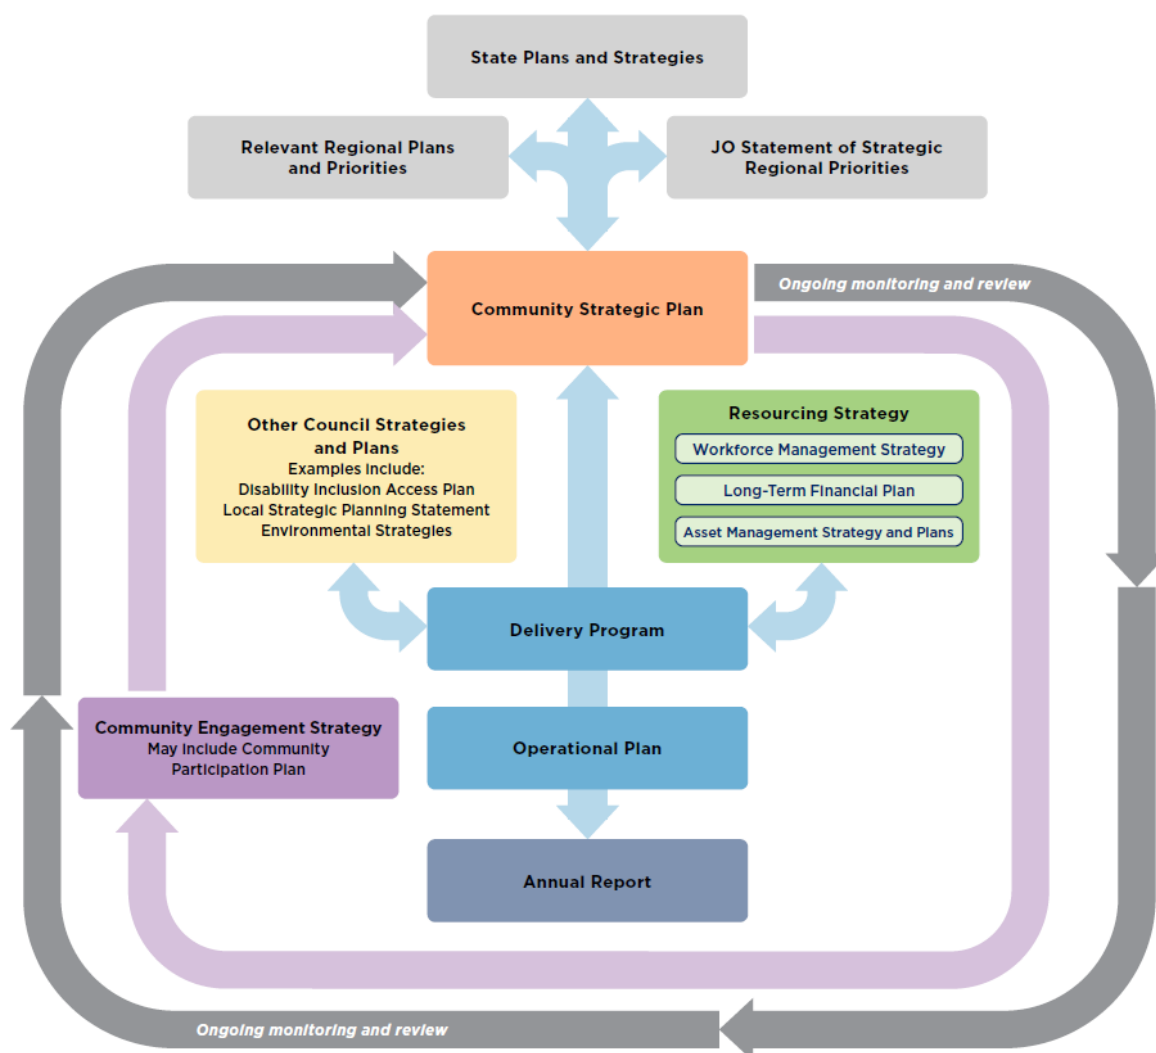 State Plans and Strategies
Relevant Regional Plans
and Priorities
JO Statement of Strategic
Regional Priorities
Community Strategic Plan
Ongoing monitoring and review
Other Council Strategies
and Plans
Examples include:
Disability Inclusion Access Plan
Local Strategic Planning Statement
Environmental Strategies
Resourcing Strategy
Workforce Management Strategy
Long-Term Financial Plan
Asset Management Strategy and Plans
Delivery Program
Community Engagement Strategy
May Include Community
Participation Plan
Operational Plan
Annual Report
Ongoing monitoring and review